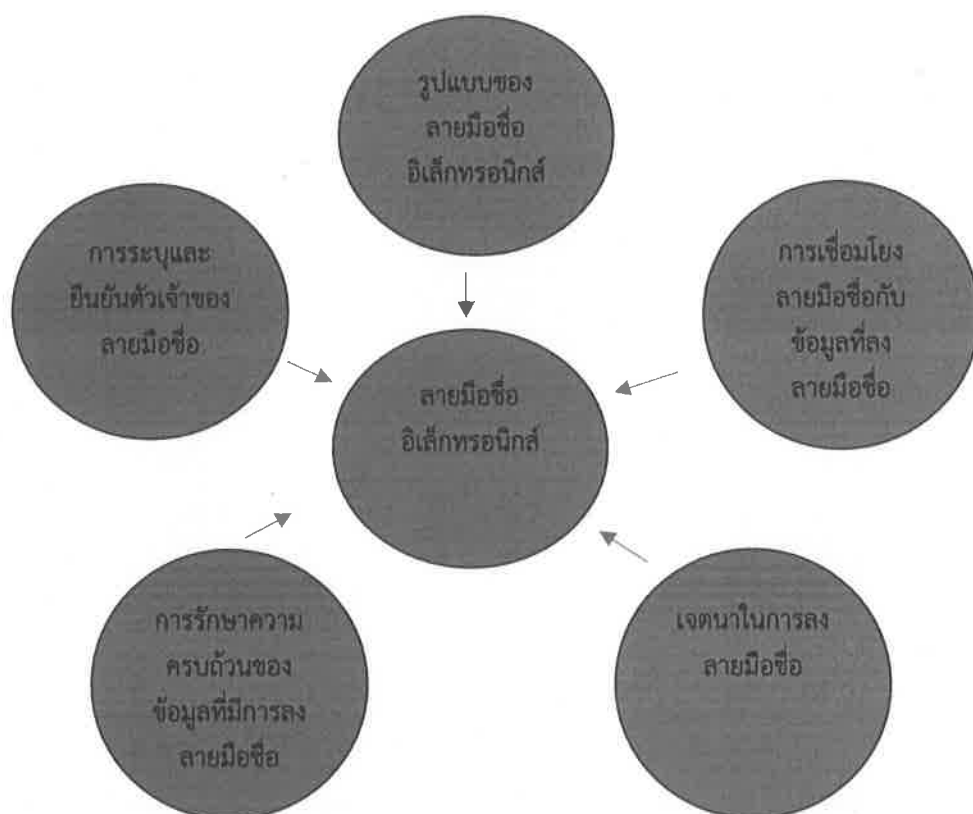 รูปแบบของ
ลายมือชื่อ
อิเล็กทรอนิกส์
การระบุและ
ยืนยันตัวเจ้าของ
ลายมือชื่อ
การเชื่อมโยง
ลายมือชื่อกับ
ข้อมูลที่ลง
ลายมือชื่อ
ลายมือชื่อ
อิเล็กทรอนิกส์
การรักษาความ
ครบถ้วนของ
ข้อมูลที่มีการลง
ลายมือชื่อ
เจตนาในการลง
ลายมือชื่อ